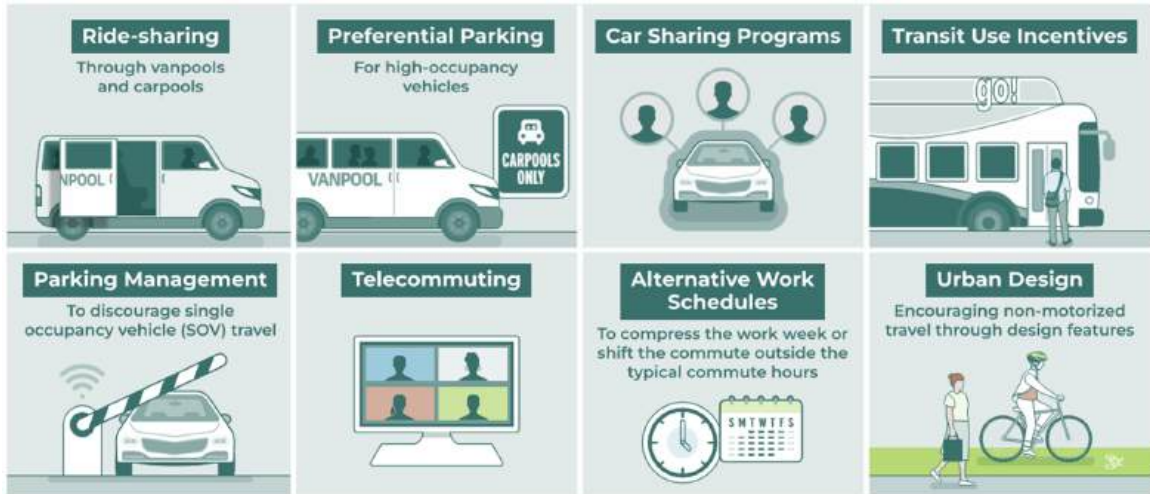 Ride-sharing
Through vanpools
and carpools
NPOOL
Preferential Parking
For high-occupancy
vehicles
VANPOOL
CARPOOLS
ONLY
Car Sharing Programs
Transit Use Incentives
go!
Parking Management
To discourage single
occupancy vehicle (SOV) travel
Telecommuting
Alternative Work
Schedules
To compress the work week or
shift the commute outside the
typical commute hours
S M T W T F S
Urban Design
Encouraging non-motorized
travel through design features